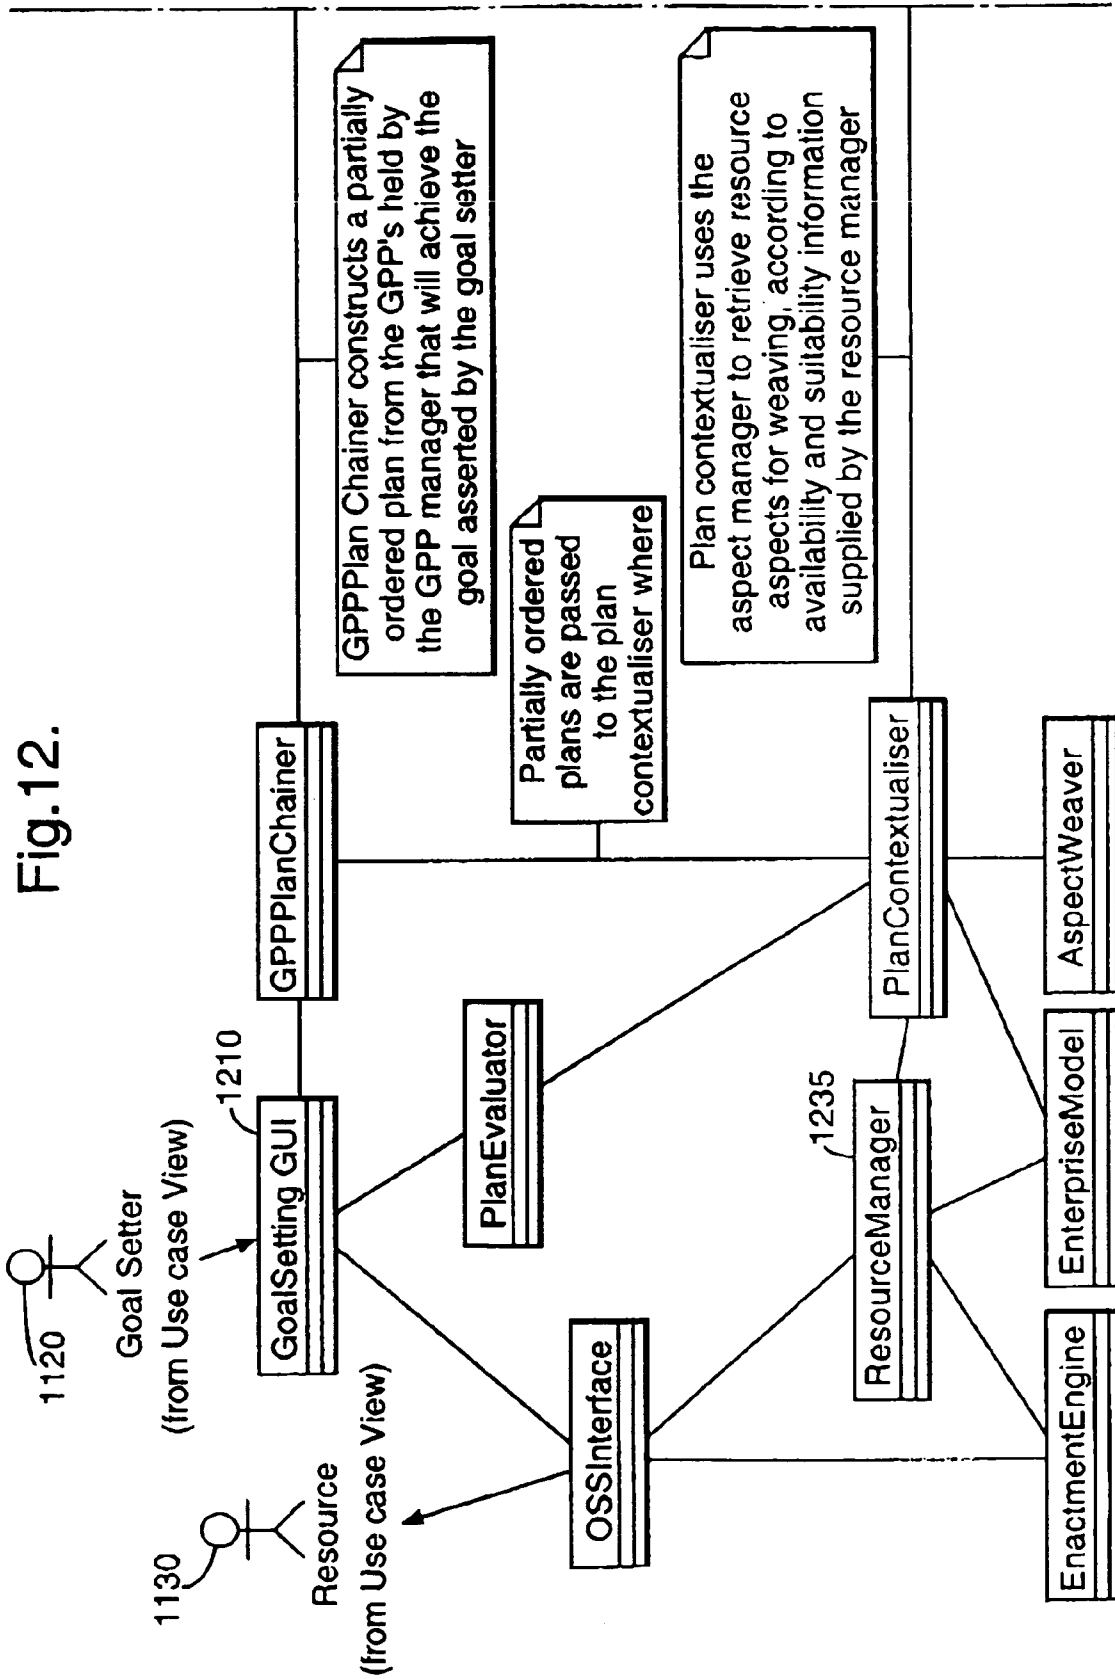 Fig.12.
1120
Goal Setter
(from Use case View)
1130
Resource
(from Use case View)
1210
GoalSetting GUI
GPPPlanChainer
GPPPlan Chainer constructs a partially
ordered plan from the GPP's held by
the GPP manager that will achieve the
goal asserted by the goal setter
PlanEvaluator
Partially ordered
plans are passed
to the plan
contextualiser where
OSSInterface
Plan contextualiser uses the
aspect manager to retrieve resource
aspects for weaving, according to
availability and suitability information
supplied by the resource manager
1235
ResourceManager
PlanContextualiser
EnactmentEngine
EnterpriseModel
AspectWeaver